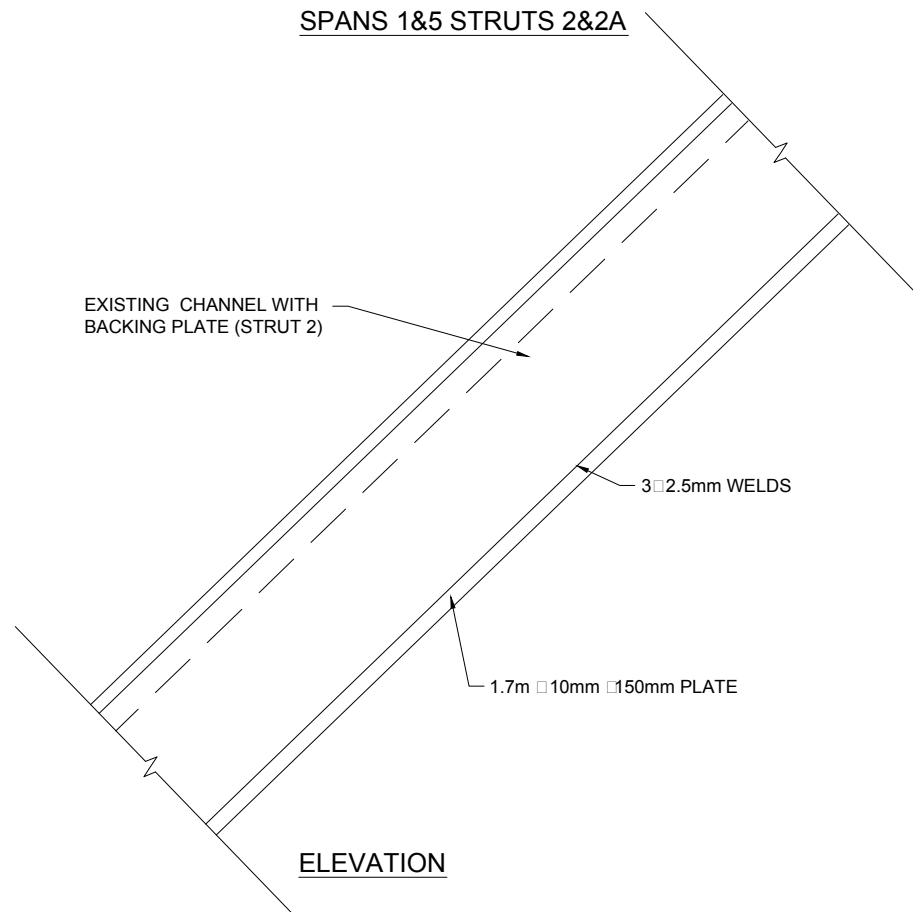 SPANS 1&5 STRUTS 2&2A
EXISTING CHANNEL WITH
BACKING PLATE (STRUT 2)
3□2.5mm WELDS
1.7m □10mm □150mm PLATE
ELEVATION